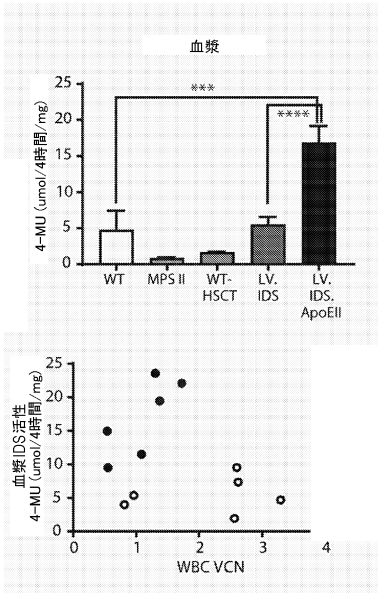 血漿
4-MU (umol/4時間/mg)
25
20
15
10
5
0
***
****
WT
MPS II
WT-
HSCT
LV.
IDS
LV.
IDS.
ApoEII
血漿IDS活性
4-MU (umol/4時間/mg)
25
20
15
10
5
0
0 1 2 3 4
WBC VCN